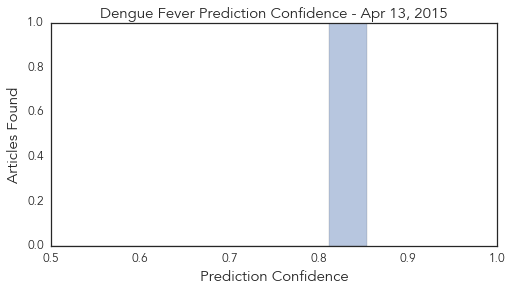 Dengue Fever Prediction Confidence - Apr 13, 2015
1.0
0.8
0.6
0.4
0.2
0.0
Articles Found
0.5 0.6 0.7 0.8 0.9 1.0
Prediction Confidence